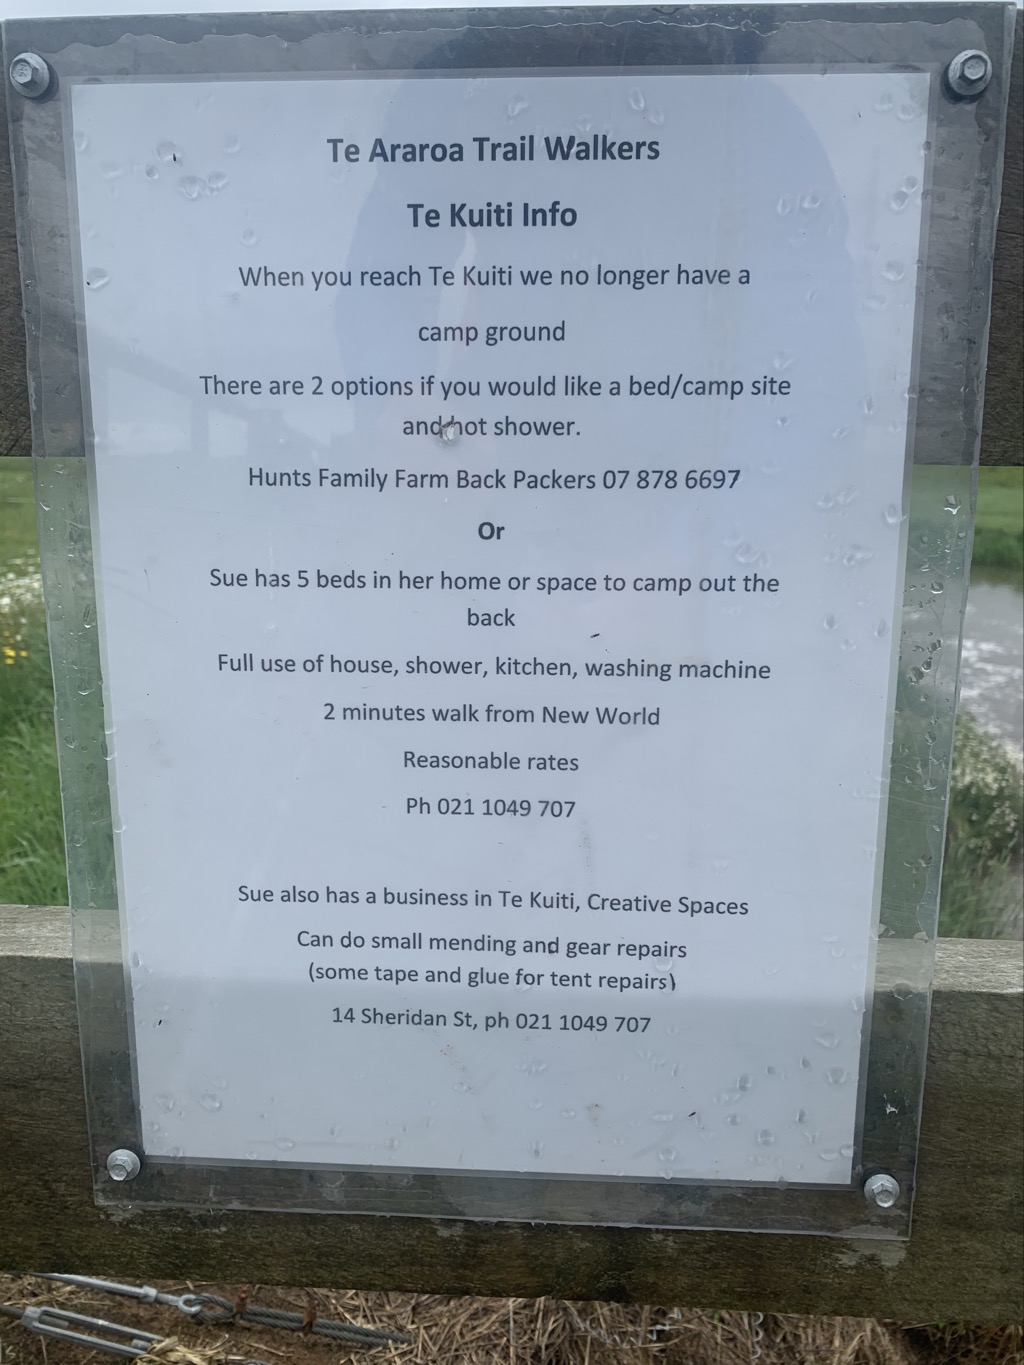 Te Araroa Trail Walkers
Te Kuiti Info
When you reach Te Kuiti we no longer have a
camp ground
There are 2 options if you would like a bed/camp site
and hot shower.
Hunts Family Farm Back Packers 07 878 6697
Or
Sue has 5 beds in her home or space to camp out the
back
Full use of house, shower, kitchen, washing machine
2 minutes walk from New World
Reasonable rates
Ph 021 1049 707
Sue also has a business in Te Kuiti, Creative Spaces
Can do small mending and gear repairs
(some tape and glue for tent repairs)
14 Sheridan St, ph 021 1049 707